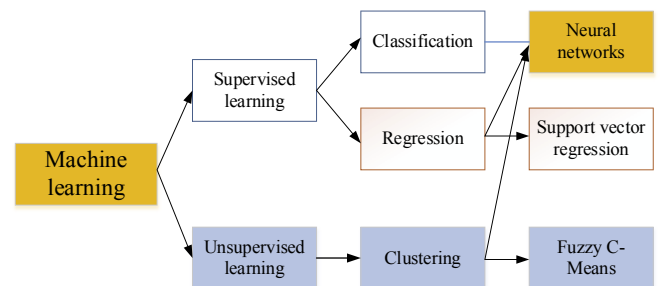 Machine
learning
Supervised
learning
Unsupervised
learning
Classification
Regression
Clustering
Neural
networks
Support vector
regression
Fuzzy C-
Means